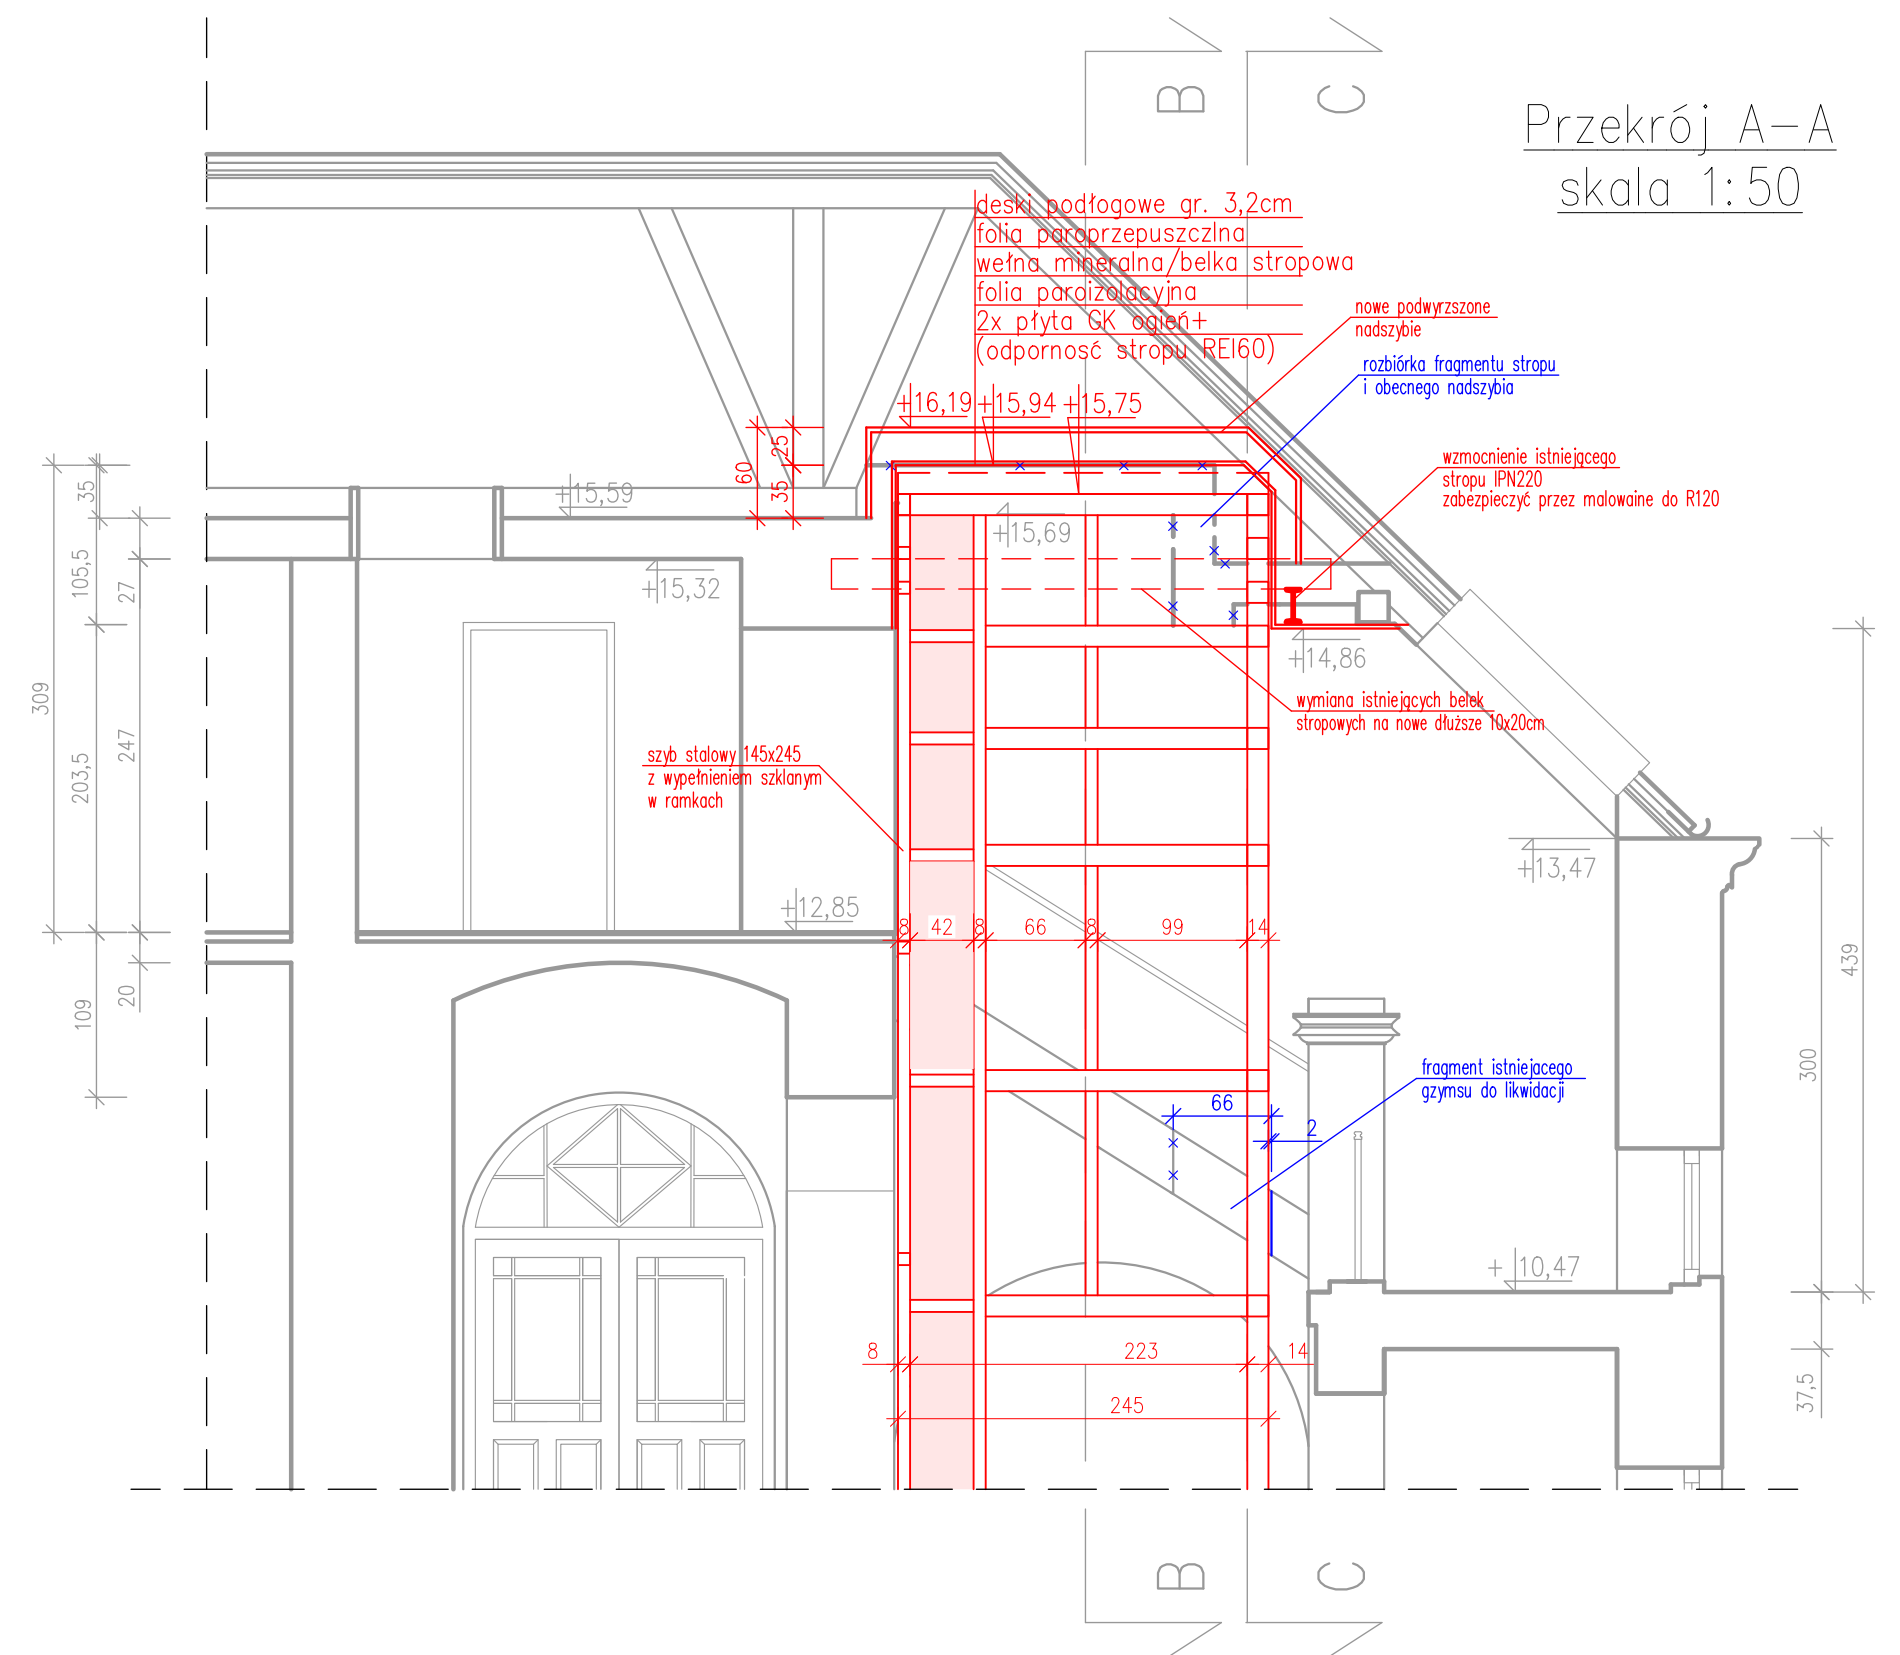 B
C
Przekrój A-A
skala 1:50
deski podłogowe gr. 3,2cm
folia paroprzepuszczlna
wełna mineralna/belka stropowa
folia paroizolacyjna
2x płyta GK ogień+
(odporność stropu REI60)
nowe podwyrzszone
nadszybie
rozbiórka fragmentu stropu
i obecnego nadszybia
+16,19
+15,94
+15,75
wzmocnienie istniejącego
stropu IPN220
zabezpieczyć przez malowaine do R120
60
25
35
35
+15,59
+15,69
+15,32
105,5
27
+14,86
309
203,5
247
wymiana istniejących belek
stropowych na nowe dłuższe 10x20cm
szyb stalowy 145x245
z wypełnieniem szklanym
w ramkach
+13,47
+12,85
8
42
8
66
8
99
14
439
109
20
300
fragment istniejacego
gzymsu do likwidacji
66
2
+10,47
8
223
14
245
37,5
B
C